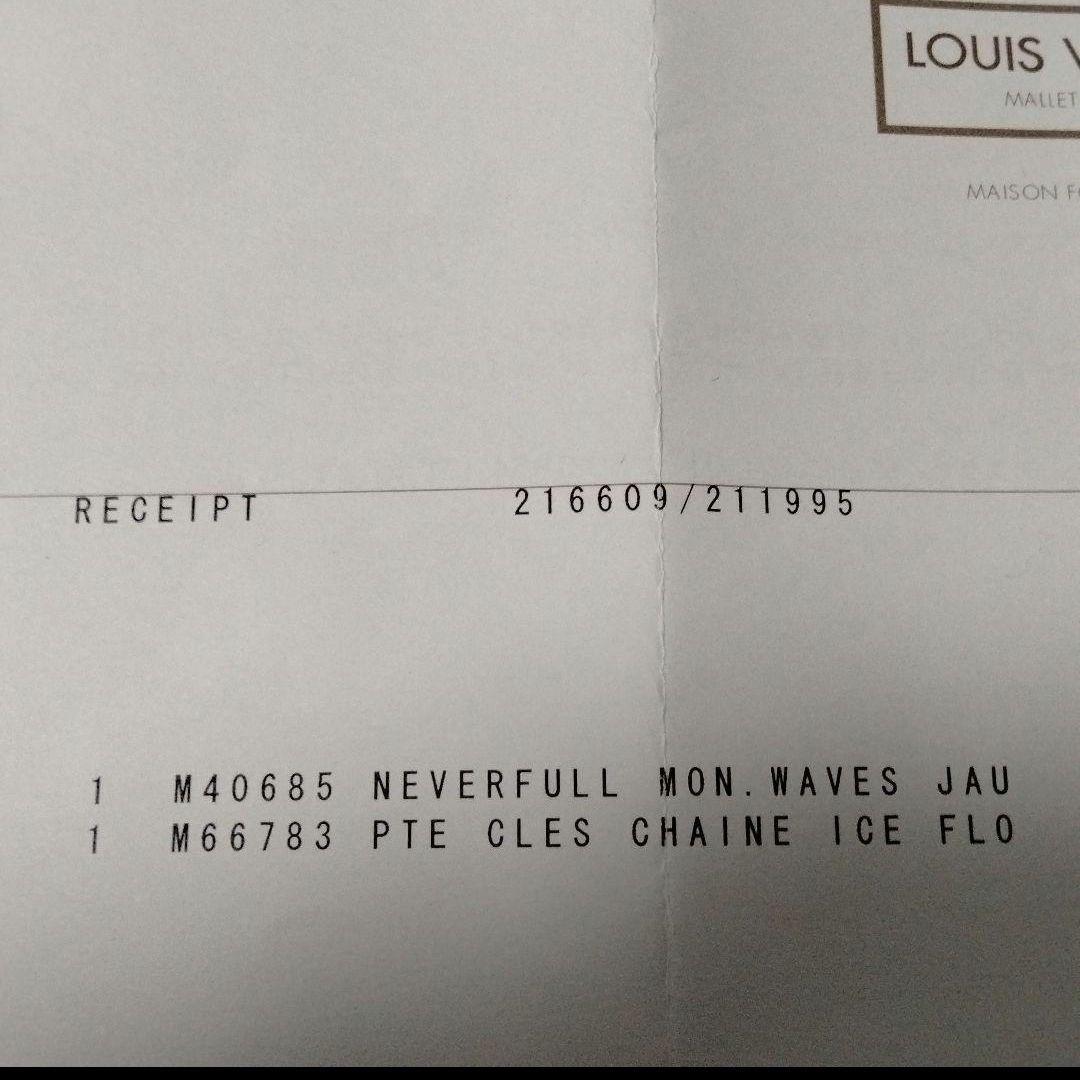 LOUIS V
MALLET
MAISON FO
RECEIPT 216609/211995
1 M40685 NEVERFULL MON.WAVES JAU
1 M66783 PTE CLES CHAINE ICE FLO